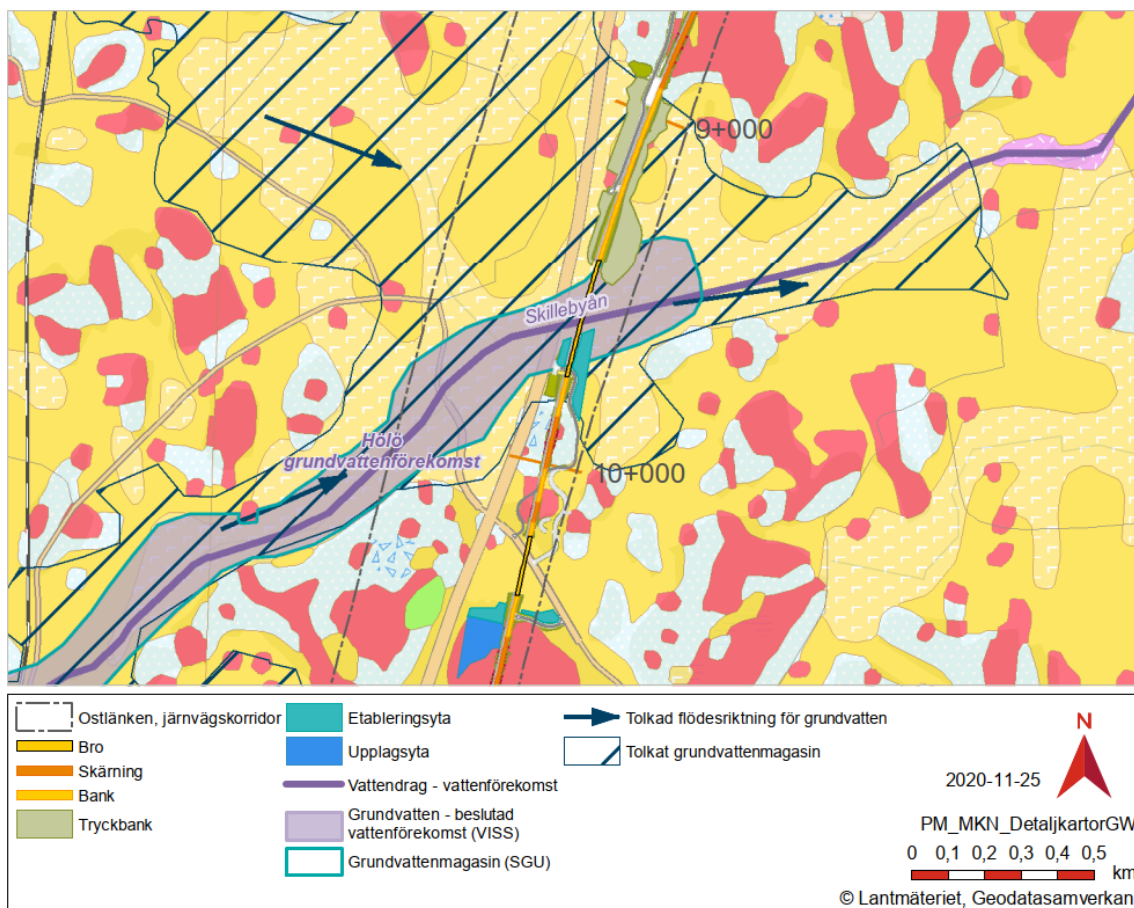 9+000
Skillebyån
Hölö
grundvattenförekomst
10+000
Ostlänken, järnvägskorridor
Bro
Skärning
Bank
Tryckbank
Etableringsyta
Upplagsyta
Vattendrag - vattenförekomst
Grundvatten - beslutad
vattenförekomst (VISS)
Grundvattenmagasin (SGU)
Tolkad flödesriktning för grundvatten
Tolkat grundvattenmagasin
N
2020-11-25
PM_MKN_DetaljkartorGW
0 0,1 0,2 0,3 0,4 0,5
km
© Lantmäteriet, Geodatasamverkan